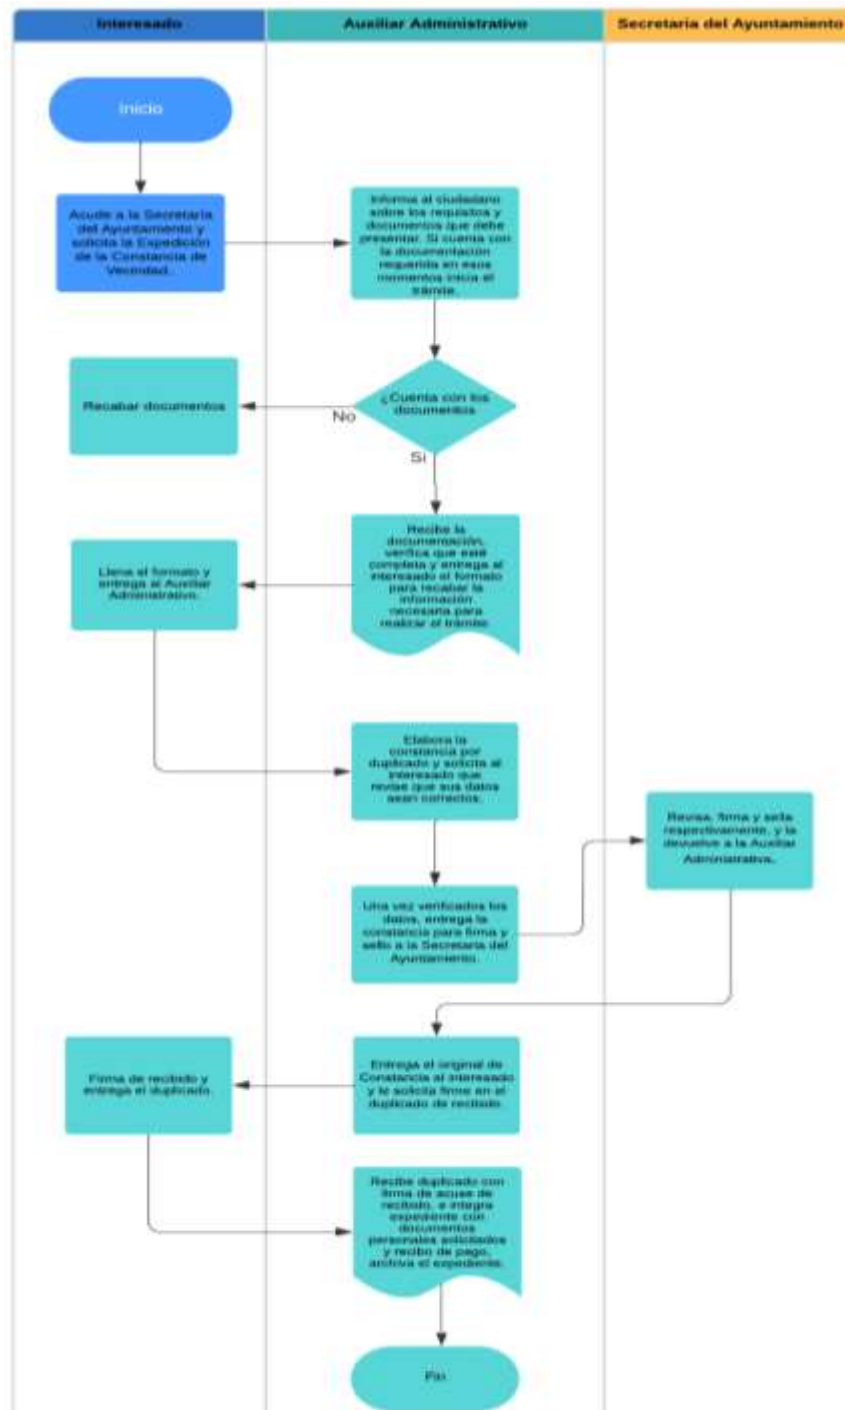 Interesado
Auxiliar Administrativo
Secretaria del Ayuntamiento
Inicio
Acude a la Secretaría
del Ayuntamiento y
solicita la Expedición
de la Constancia de
Vecindad.
Informa al ciudadano
sobre los requisitos y
documentos que debe
presentar. Si cuenta con
la documentación
requerida en esos
momentos inicia el
trámite.
¿Cuenta con los
documentos
No
Si
Recabar documentos
Recibe la
documentación,
verifica que esté
completa y entrega al
interesado el formato
para recabar la
información
necesaria para
realizar el trámite.
Llena el formato y
entrega al Auxiliar
Administrativo.
Elabora la
constancia por
duplicado y solicita al
interesado que
revise que sus datos
sean correctos.
Una vez verificados los
datos, entrega la
constancia para firma y
sello a la Secretaria del
Ayuntamiento.
Revisa, firma y sella
respectivamente, y la
devuelve a la Auxiliar
Administrativa.
Entrega el original de
Constancia al interesado
y le solicita firme en el
duplicado de recibido.
Firma de recibido y
entrega el duplicado.
Recibe duplicado con
firma de acuse de
recibido, e integra
expediente con
documentos
personales solicitados
y recibo de pago,
archiva el expediente.
Fin